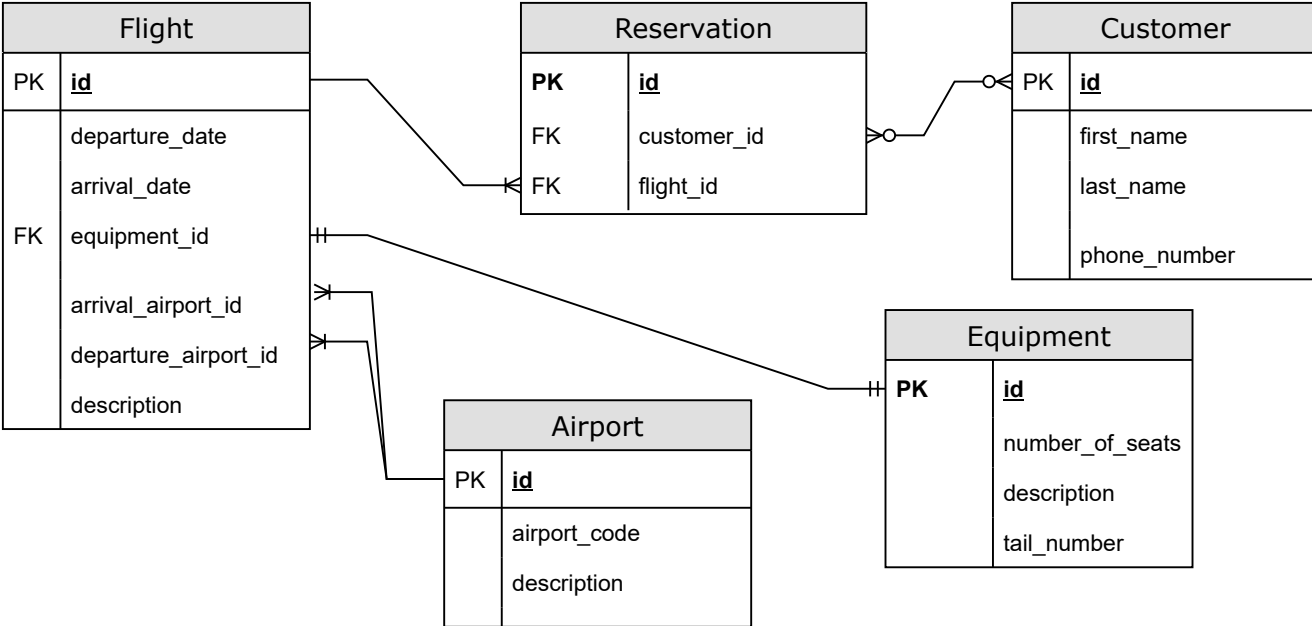 Flight
PK id
departure_date
arrival_date
FK equipment_id
arrival_airport_id
departure_airport_id
description
Reservation
PK id
FK customer_id
FK flight_id
Customer
PK id
first_name
last_name
phone_number
Equipment
PK id
number_of_seats
description
tail_number
Airport
PK id
airport_code
description